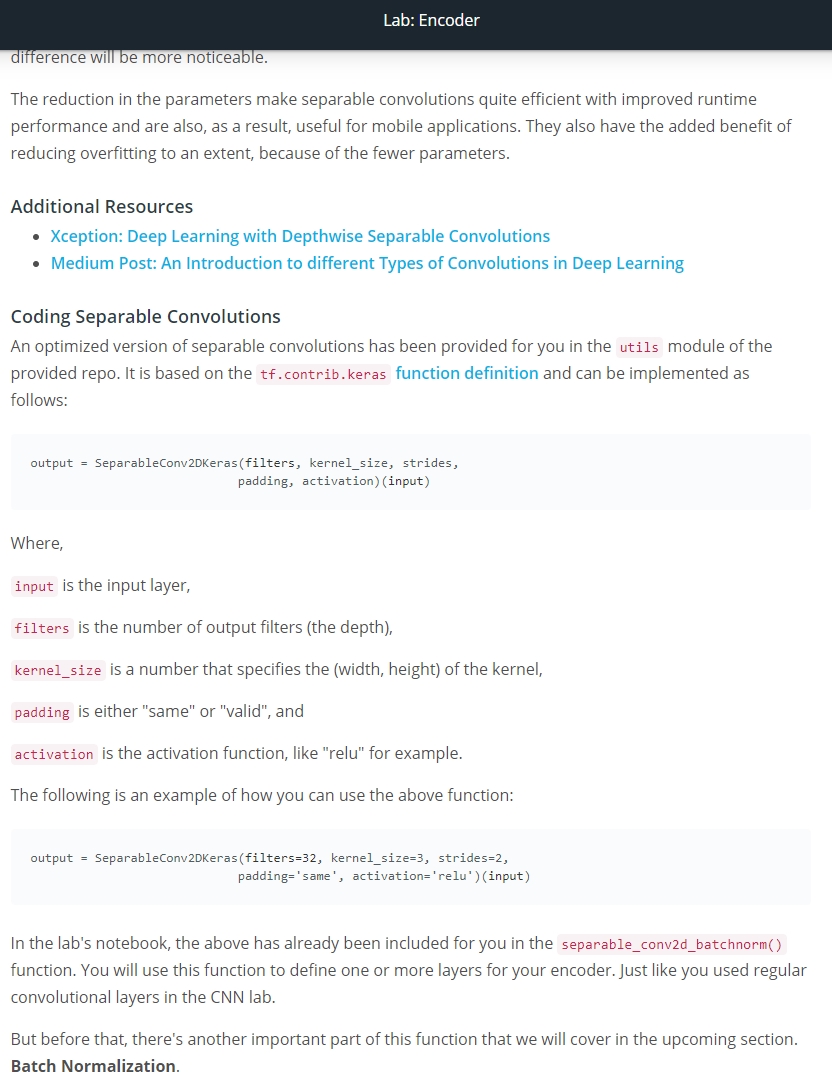 Lab: Encoder
difference will be more noticeable.
The reduction in the parameters make separable convolutions quite efficient with improved runtime
performance and are also, as a result, useful for mobile applications. They also have the added benefit of
reducing overfitting to an extent, because of the fewer parameters.
Additional Resources
• Xception: Deep Learning with Depthwise Separable Convolutions
• Medium Post: An Introduction to different Types of Convolutions in Deep Learning
Coding Separable Convolutions
An optimized version of separable convolutions has been provided for you in the utils module of the
provided repo. It is based on the tf.contrib.keras function definition and can be implemented as
follows:
output = SeparableConv2DKeras(filters, kernel_size, strides,
padding, activation)(input)
Where,
input is the input layer,
filters is the number of output filters (the depth),
kernel_size is a number that specifies the (width, height) of the kernel,
padding is either "same" or "valid", and
activation is the activation function, like "relu" for example.
The following is an example of how you can use the above function:
output = SeparableConv2DKeras(filters=32, kernel_size=3, strides=2,
padding='same', activation='relu')(input)
In the lab's notebook, the above has already been included for you in the separable_conv2d_batchnorm()
function. You will use this function to define one or more layers for your encoder. Just like you used regular
convolutional layers in the CNN lab.
But before that, there's another important part of this function that we will cover in the upcoming section.
Batch Normalization.